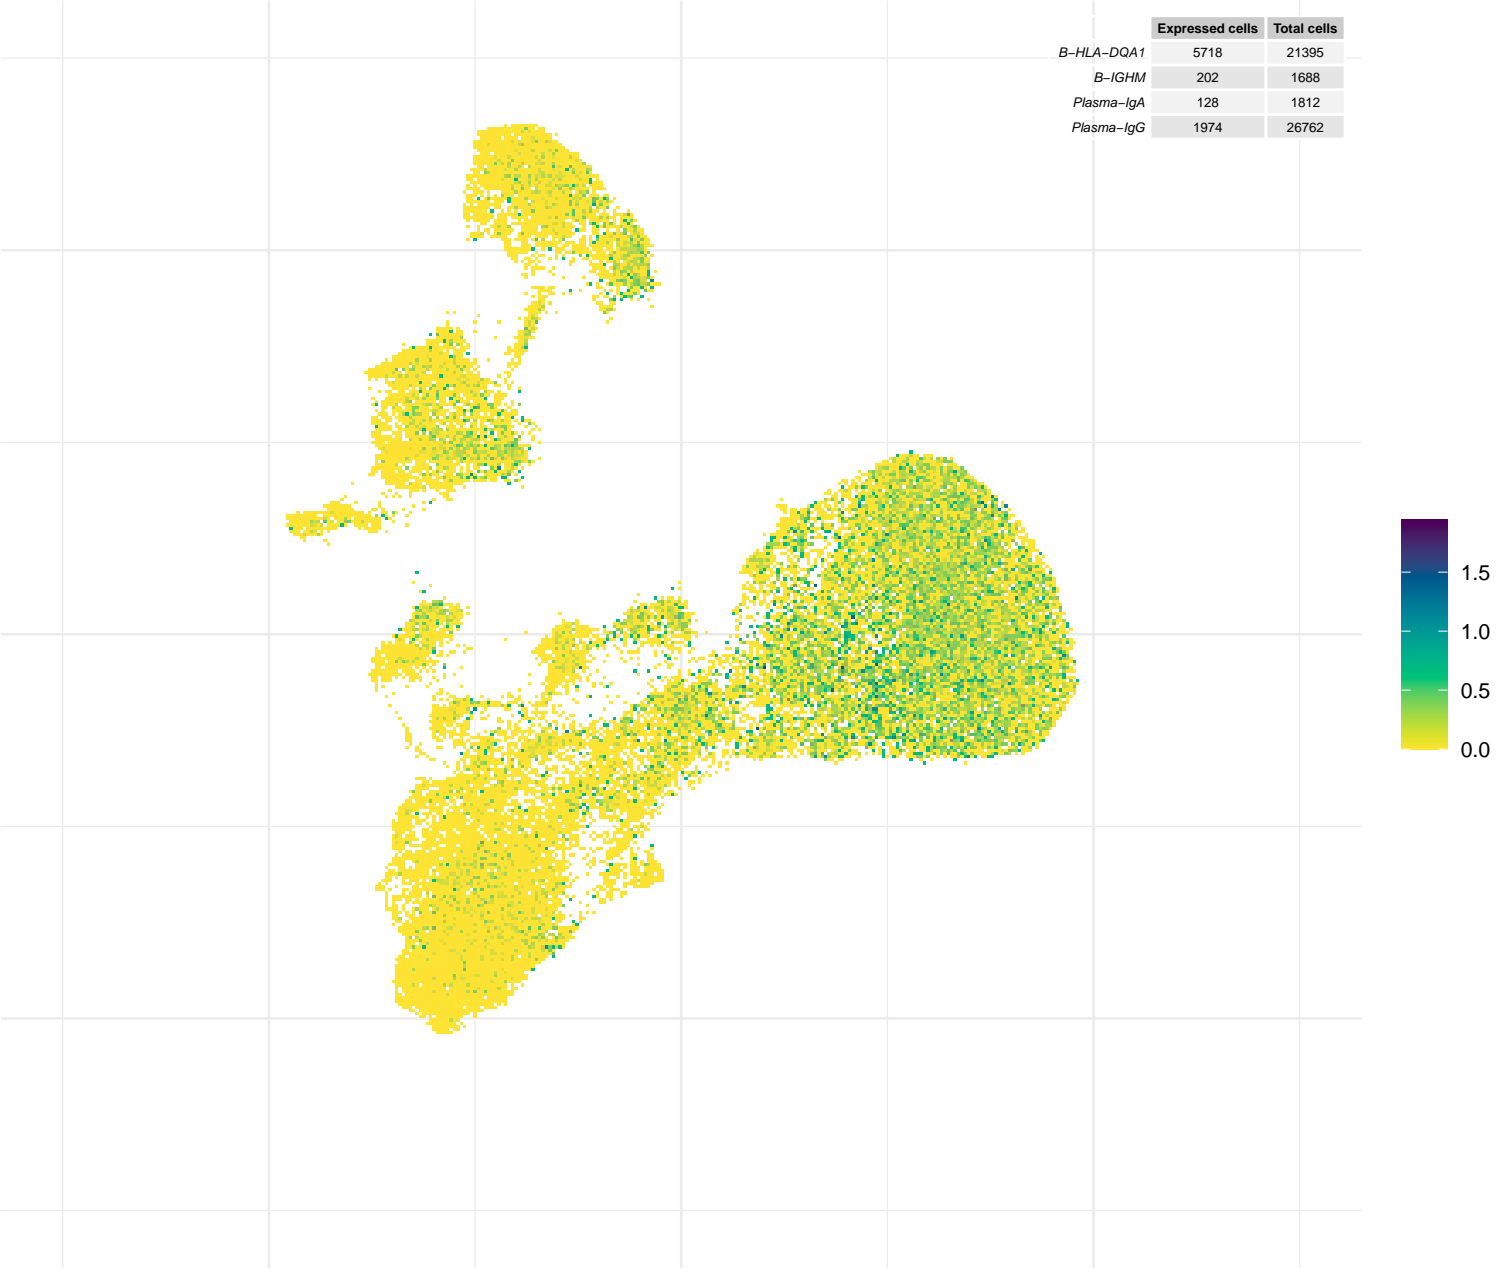 Expressed cells Total cells
B−HLA−DQA1 5718 21395
B−IGHM 202 1688
Plasma−IgA 128 1812
Plasma−IgG 1974 26762
1.5
1.0
0.5
0.0